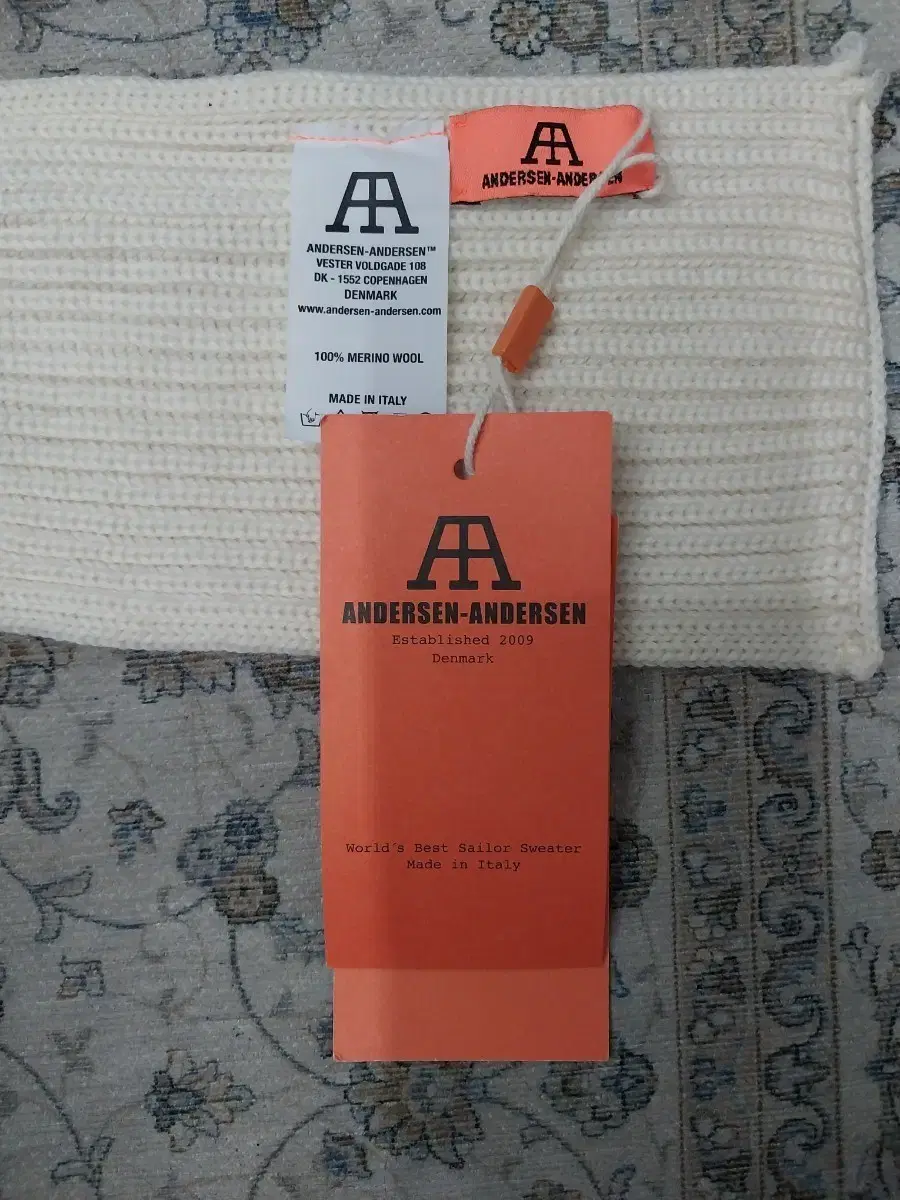 ANDERSEN-ANDERSEN
ANDERSEN-ANDERSEN™
VESTER VOLDGADE 108
DK - 1552 COPENHAGEN
DENMARK
www.andersen-andersen.com
100% MERINO WOOL
MADE IN ITALY
ANDERSEN-ANDERSEN
Established 2009
Denmark
World´s Best Sailor Sweater
Made in Italy